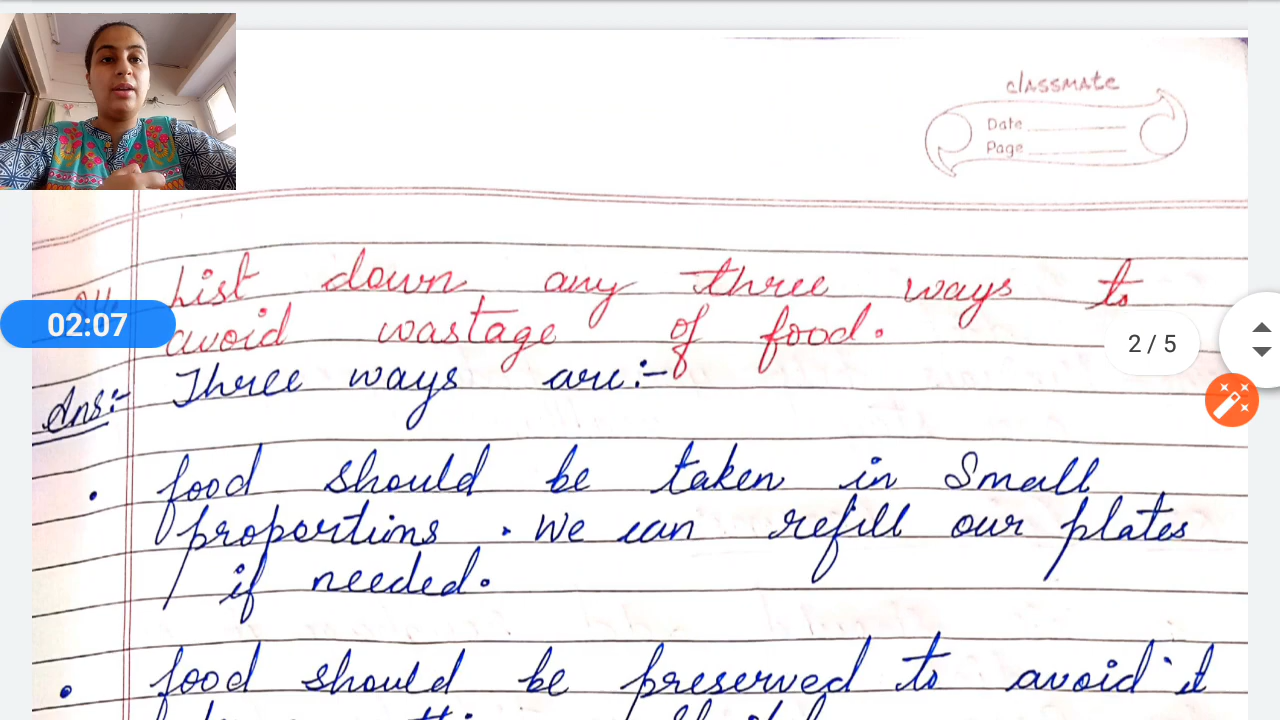 classmate
Date
Page
List down any three ways to
02:07
avoid wastage of food.
2 / 5
Ans:- Three ways are:-
• food should be taken in Small
proportions. We can refill our plates
if needed.
• food should be preserved to avoid it